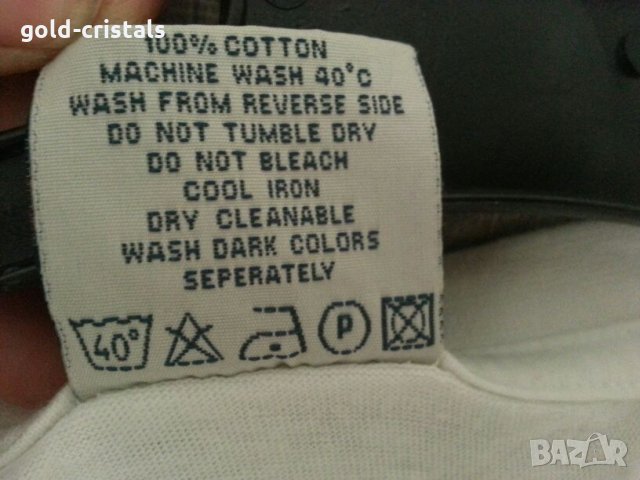 gold-cristals
100% COTTON
MACHINE WASH 40°C
WASH FROM REVERSE SIDE
DO NOT TUMBLE DRY
DO NOT BLEACH
COOL IRON
DRY CLEANABLE
WASH DARK COLORS
SEPERATELY
40° P
BAZAR